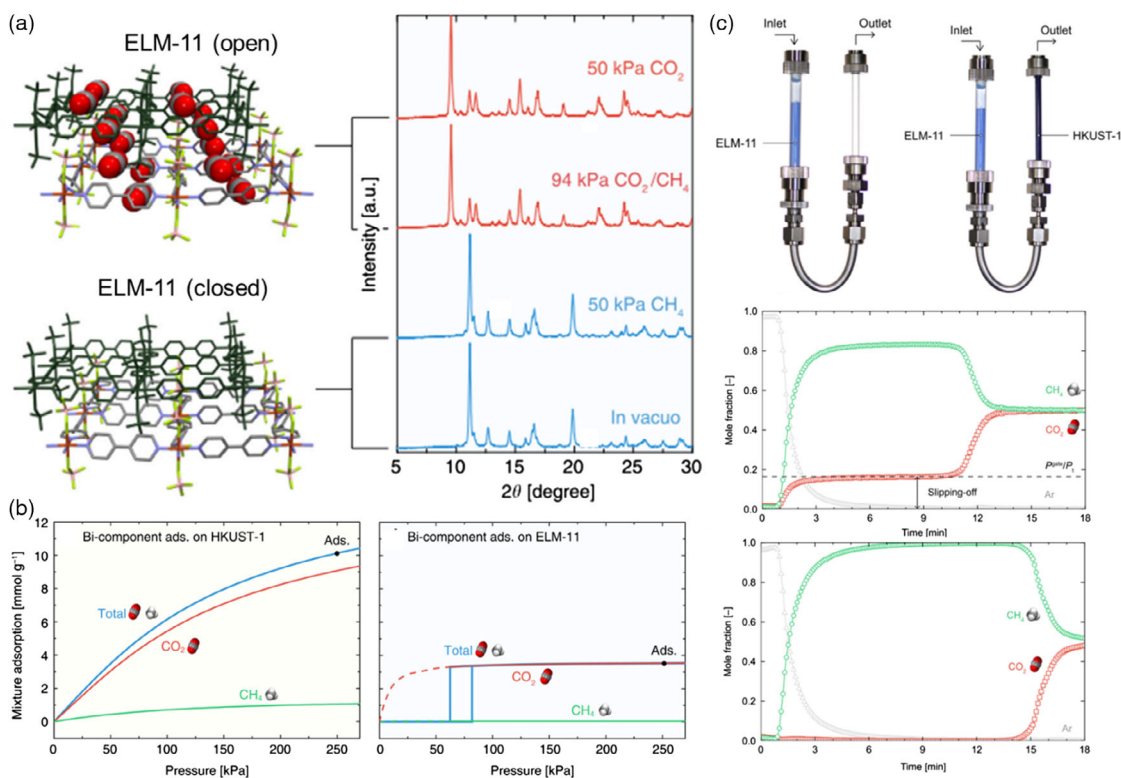 (a)
ELM-11 (open)
ELM-11 (closed)
Intensity [a.u.]
50 kPa CO₂
94 kPa CO₂/CH₄
50 kPa CH₄
In vacuo
5 10 15 20 25 30
2θ [degree]
(b)
Mixture adsorption [mmol g⁻¹]
12
10
8
6
4
2
0
Bi-component ads. on HKUST-1
Ads.
Total
CO₂
CH₄
0 50 100 150 200 250
Pressure [kPa]
Bi-component ads. on ELM-11
Total
Ads.
CO₂
CH₄
0 50 100 150 200 250
Pressure [kPa]
(c)
Inlet Outlet
ELM-11
Inlet Outlet
ELM-11
HKUST-1
Mole fraction [–]
1.0
0.8
0.6
0.4
0.2
0.0
CH₄
CO₂
Pᵍᵃᵗᵉ/P₁
Slipping-off
Ar
0 3 6 9 12 15 18
Time [min]
Mole fraction [–]
1.0
0.8
0.6
0.4
0.2
0.0
CH₄
CO₂
Ar
0 3 6 9 12 15 18
Time [min]